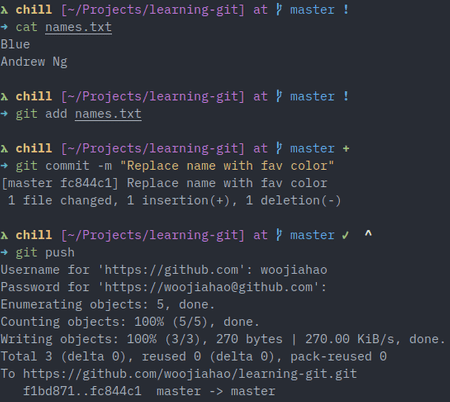 λ chill [~/Projects/learning-git] at master !
→ cat names.txt
Blue
Andrew Ng
λ chill [~/Projects/learning-git] at master !
→ git add names.txt
λ chill [~/Projects/learning-git] at master +
→ git commit -m "Replace name with fav color"
[master fc844c1] Replace name with fav color
1 file changed, 1 insertion(+), 1 deletion(-)
λ chill [~/Projects/learning-git] at master ✓ ^
→ git push
Username for 'https://github.com': woojiahao
Password for 'https://woojiahao@github.com':
Enumerating objects: 5, done.
Counting objects: 100% (5/5), done.
Writing objects: 100% (3/3), 270 bytes | 270.00 KiB/s, done.
Total 3 (delta 0), reused 0 (delta 0), pack-reused 0
To https://github.com/woojiahao/learning-git.git
f1bd871..fc844c1 master -> master